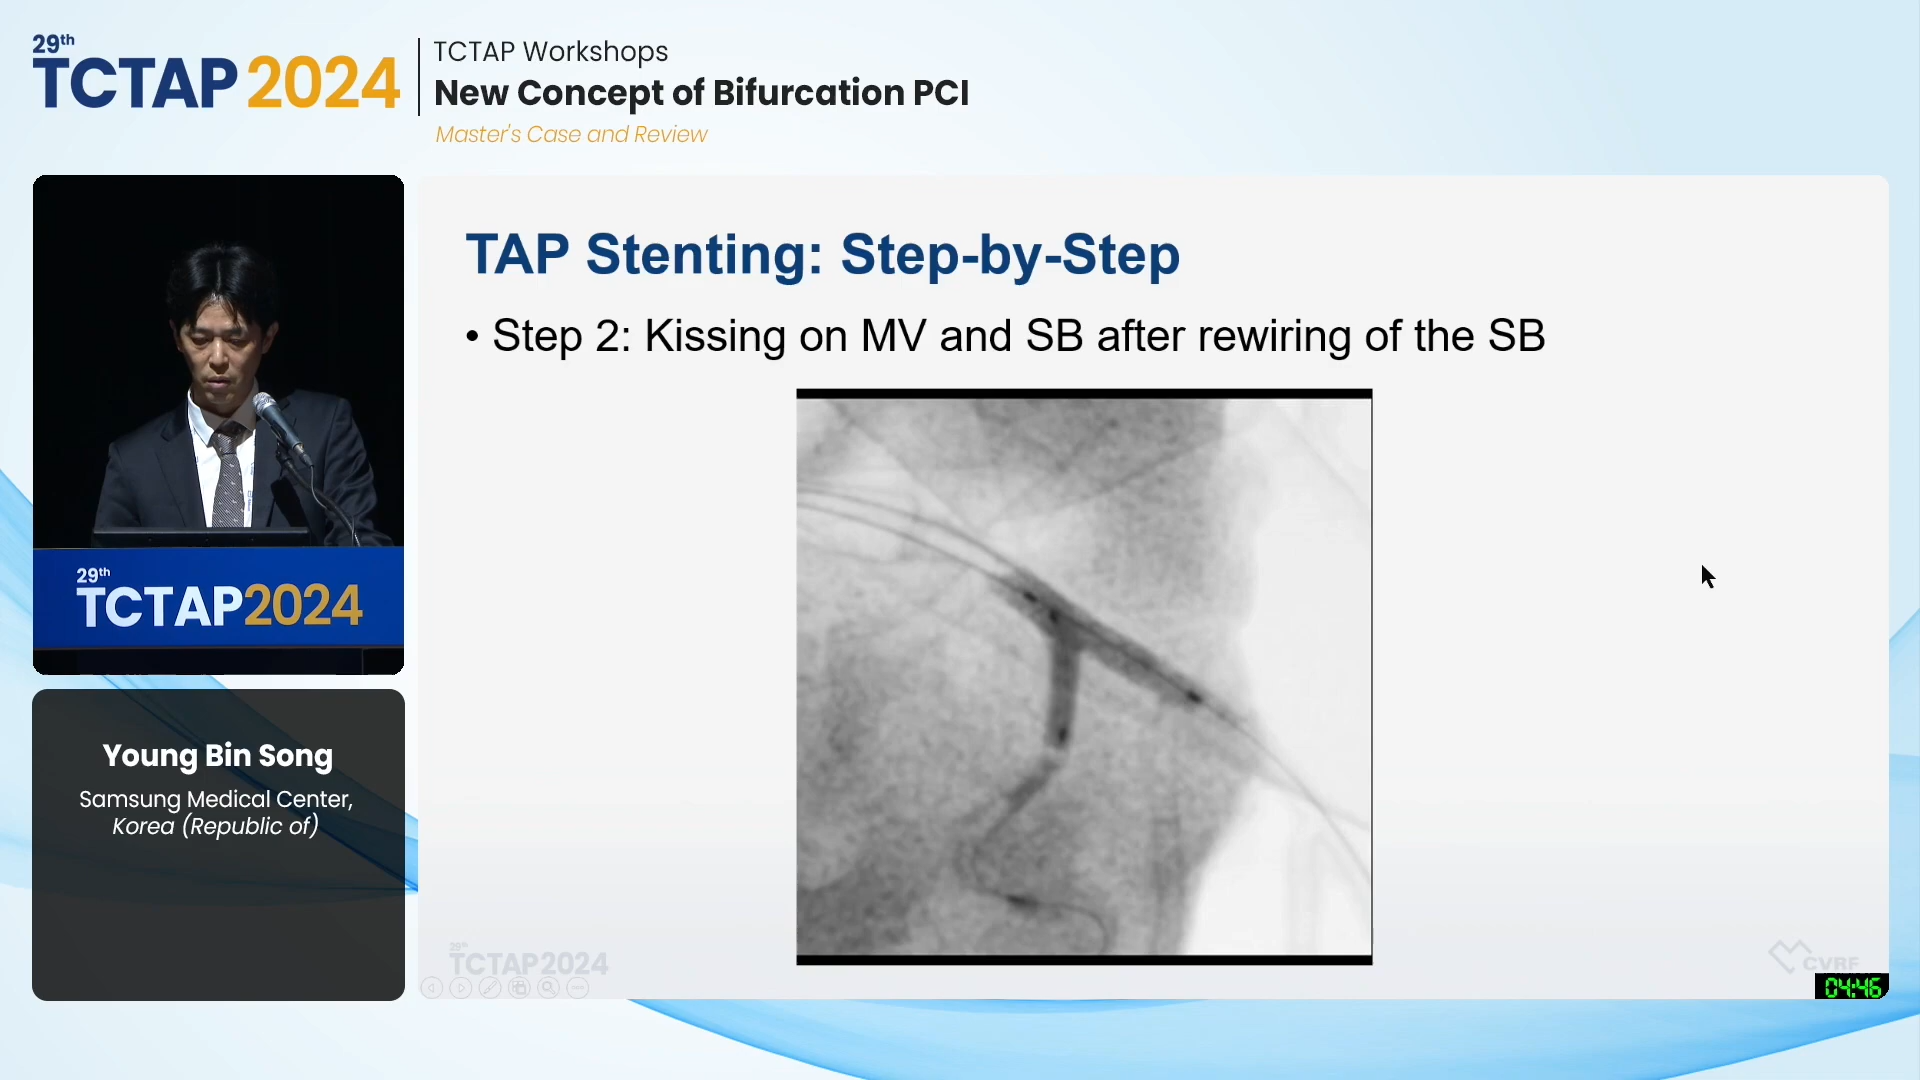 29th
TCTAP 2024
TCTAP Workshops
New Concept of Bifurcation PCI
Master's Case and Review
29th
TCTAP2024
Young Bin Song
Samsung Medical Center,
Korea (Republic of)
TAP Stenting: Step-by-Step
• Step 2: Kissing on MV and SB after rewiring of the SB
29th
TCTAP2024
CVRF
04:46